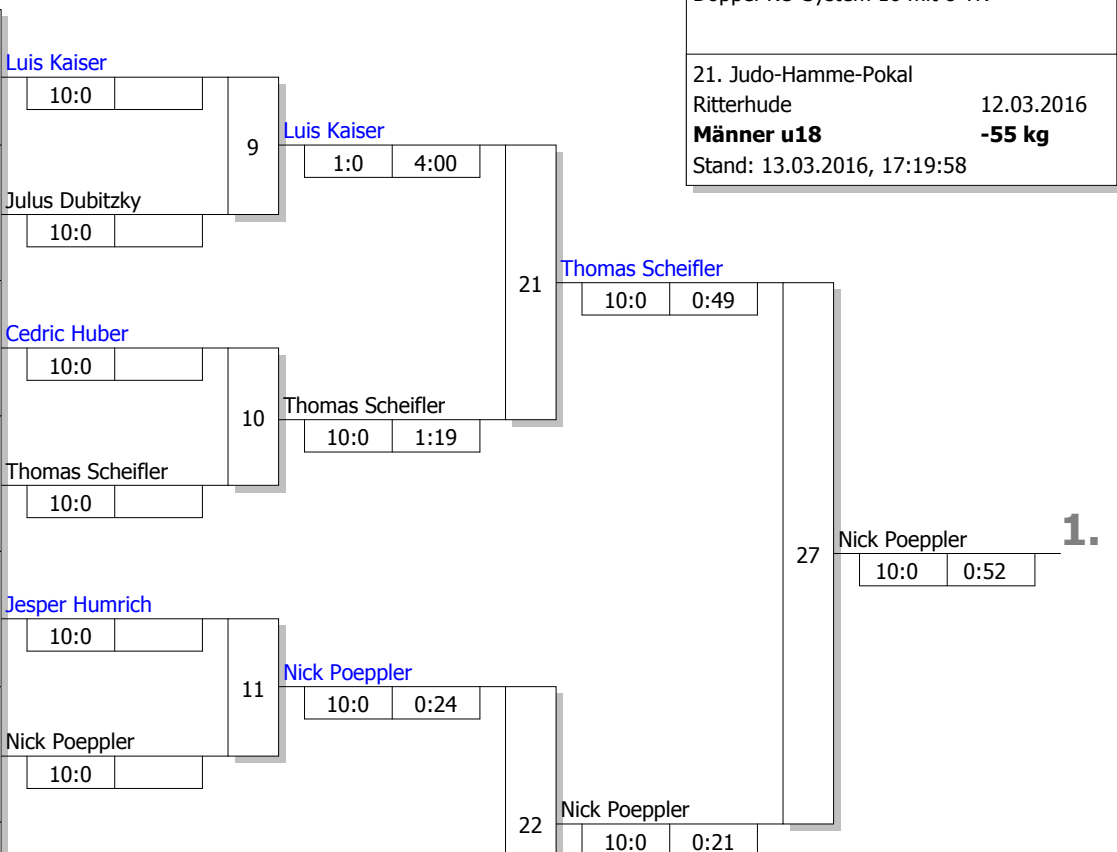 21. Judo-Hamme-Pokal
Ritterhude 12.03.2016
Männer u18 -55 kg
Stand: 13.03.2016, 17:19:58
Luis Kaiser
10:0
9
Luis Kaiser
1:0 4:00
Julus Dubitzky
10:0
21
Thomas Scheifler
10:0 0:49
Cedric Huber
10:0
10
Thomas Scheifler
10:0 1:19
Thomas Scheifler
10:0
27
Nick Poeppler
10:0 0:52
1.
Jesper Humrich
10:0
11
Nick Poeppler
10:0 0:24
Nick Poeppler
10:0
22
Nick Poeppler
10:0 0:21